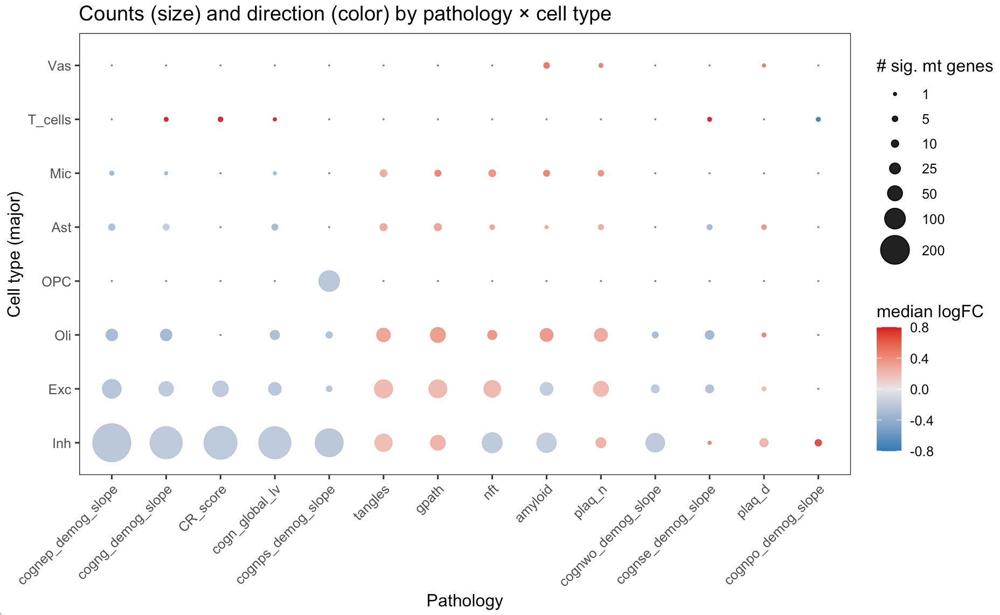 Counts (size) and direction (color) by pathology × cell type
Cell type (major)
Vas
T_cells
Mic
Ast
OPC
Oli
Exc
Inh
cognep_demog_slope
cogng_demog_slope
CR_score
cogn_global_lv
cognps_demog_slope
tangles
gpath
nft
amyloid
plaq_n
cognwo_demog_slope
cognse_demog_slope
plaq_d
cognpo_demog_slope
Pathology
# sig. mt genes
1
5
10
25
50
100
200
median logFC
0.8
0.4
0.0
-0.4
-0.8